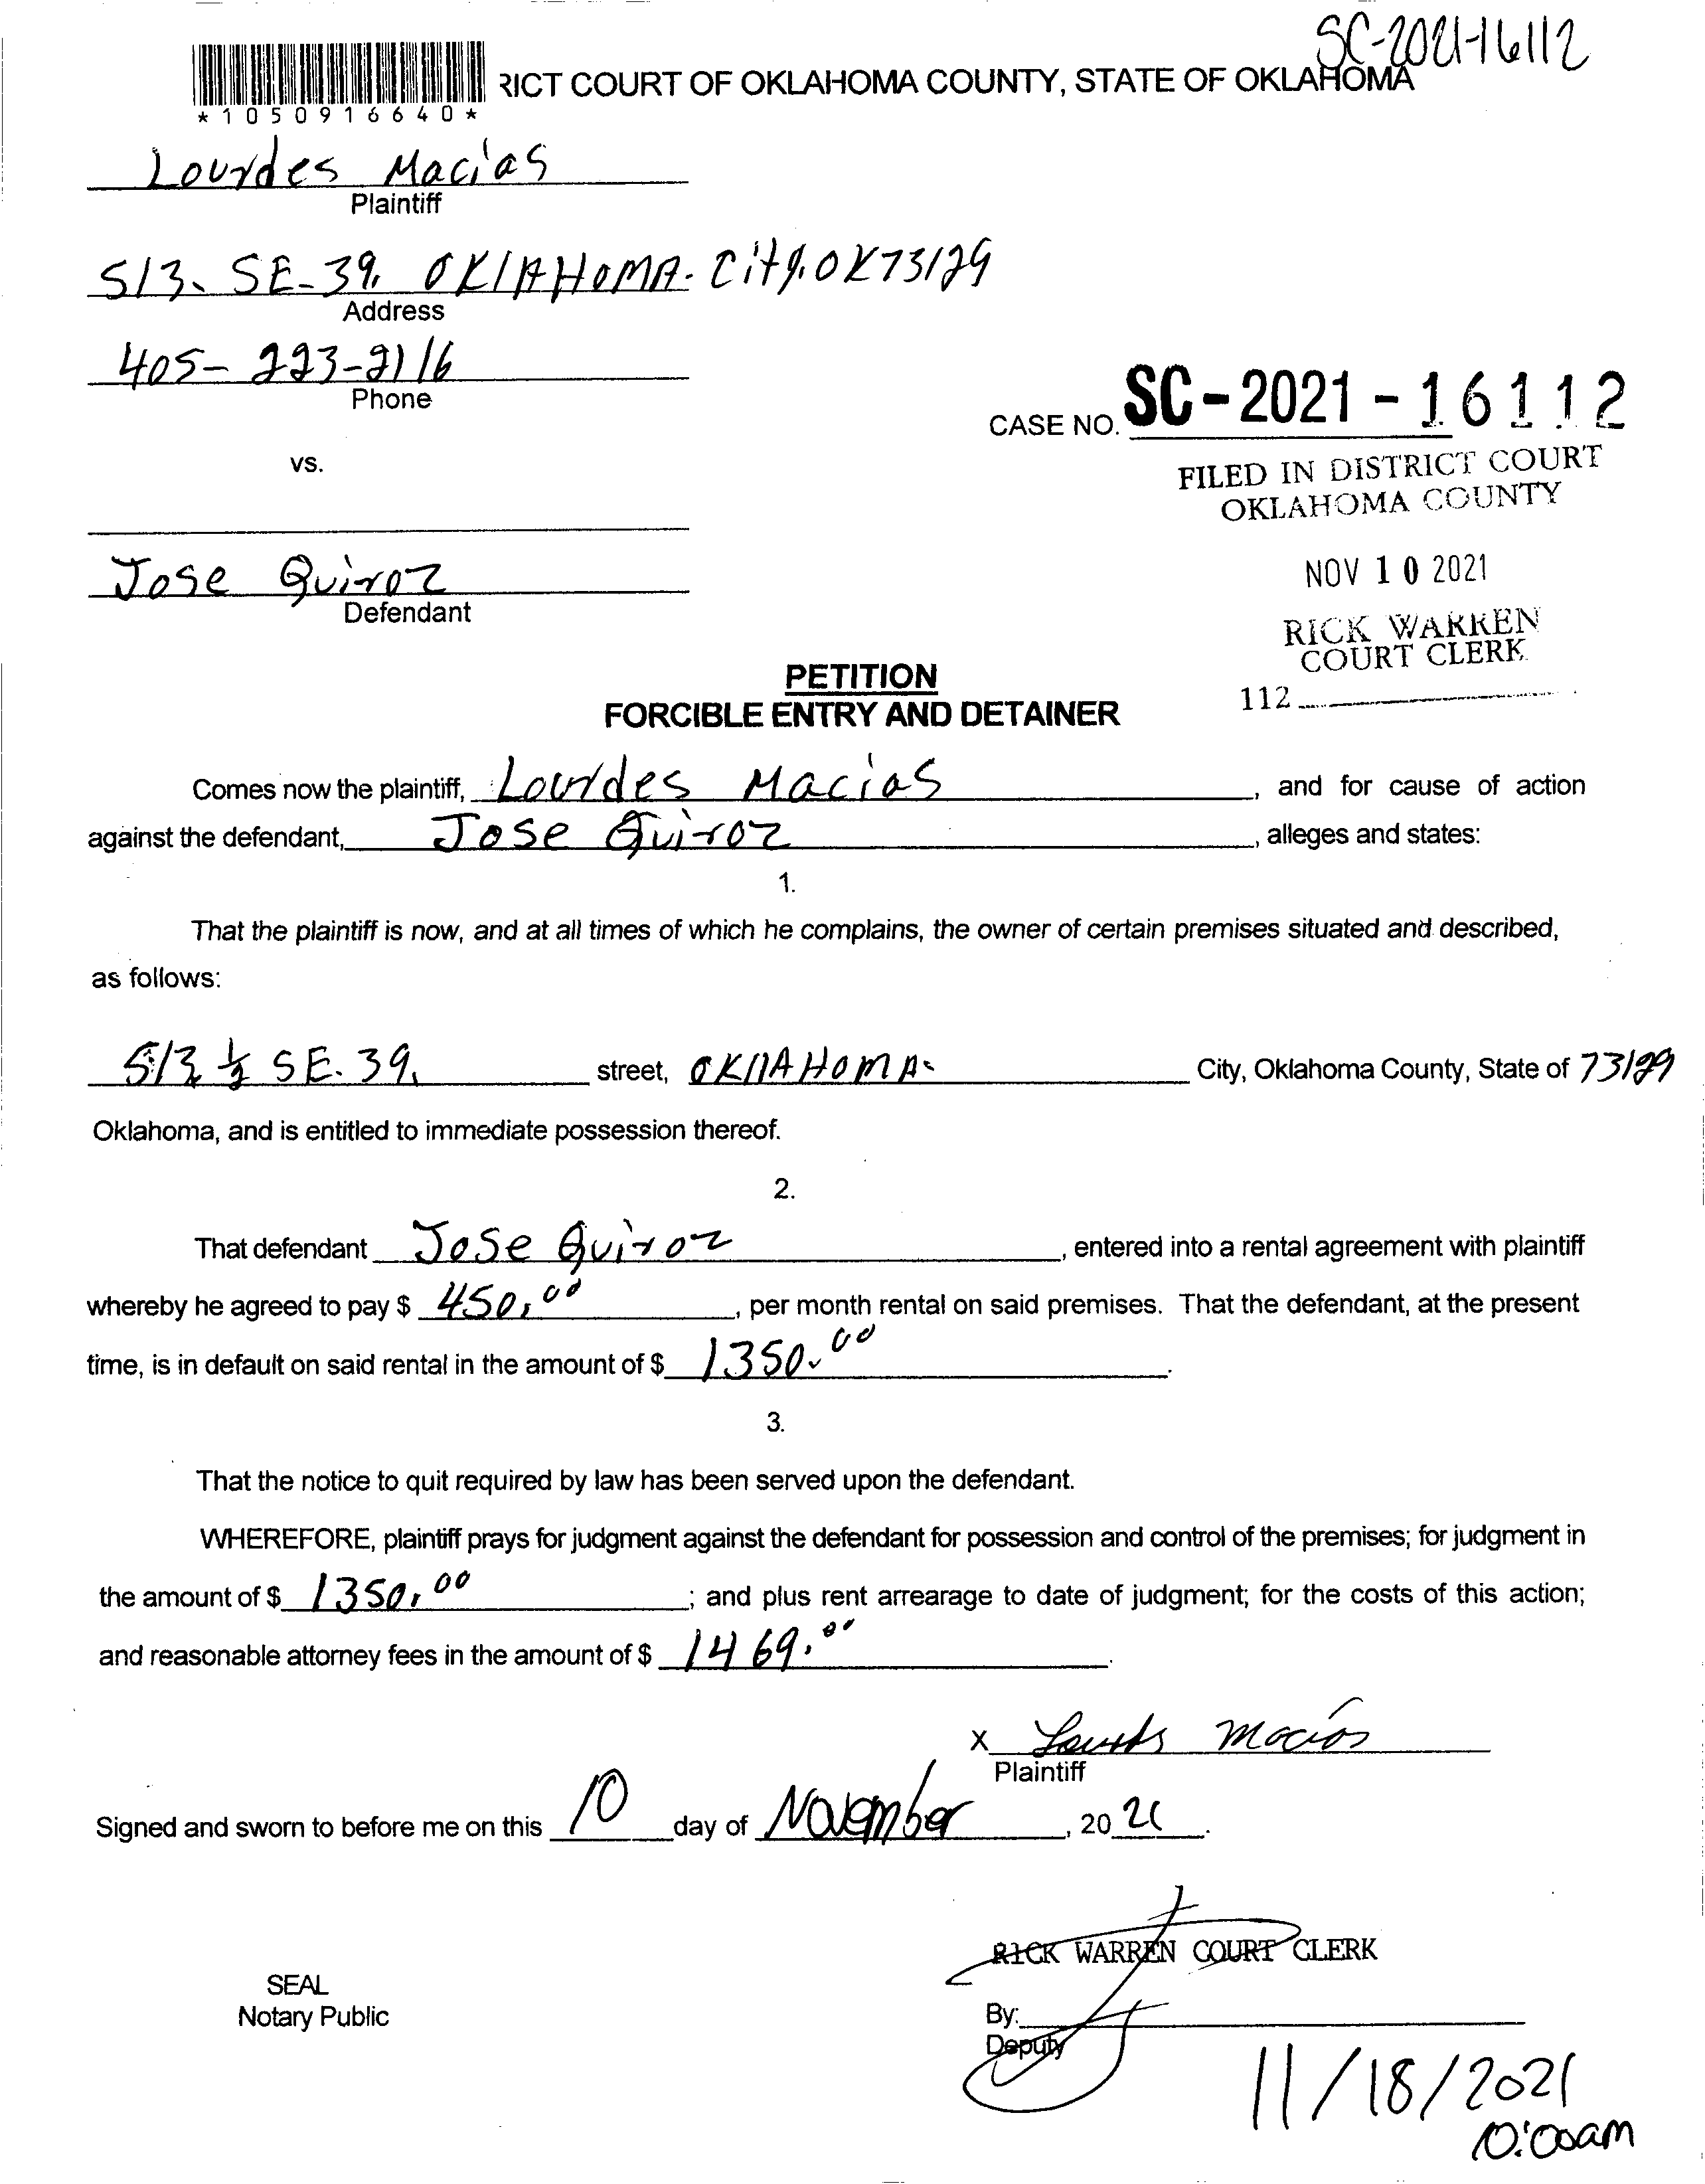 SC-2021-16112
RICT COURT OF OKLAHOMA COUNTY, STATE OF OKLAHOMA
*1050916640*
Lourdes Macias
Plaintiff
513. SE-39. OKlAHOMA. City. OK 73129
Address
405-223-2116
Phone
CASE NO. SC-2021-16112
vs.
FILED IN DISTRICT COURT
OKLAHOMA COUNTY
Jose Quiroz
Defendant
NOV 10 2021
RICK WARREN
COURT CLERK
112
PETITION
FORCIBLE ENTRY AND DETAINER
Comes now the plaintiff, Lourdes Macias, and for cause of action
against the defendant, Jose Quiroz, alleges and states:
1.
That the plaintiff is now, and at all times of which he complains, the owner of certain premises situated and described,
as follows:
513 ½ SE. 39. street, OKlAHOMA. City, Oklahoma County, State of 73129
Oklahoma, and is entitled to immediate possession thereof.
2.
That defendant Jose Quiroz, entered into a rental agreement with plaintiff
whereby he agreed to pay $ 450.00, per month rental on said premises. That the defendant, at the present
time, is in default on said rental in the amount of $ 1350.00.
3.
That the notice to quit required by law has been served upon the defendant.
WHEREFORE, plaintiff prays for judgment against the defendant for possession and control of the premises; for judgment in
the amount of $ 1350.00; and plus rent arrearage to date of judgment; for the costs of this action;
and reasonable attorney fees in the amount of $ 1469.00.
X Lourdes Macias
Plaintiff
Signed and sworn to before me on this 10 day of November, 2021.
RICK WARREN COURT CLERK
SEAL
Notary Public
By:
Deputy
11/18/2021
10:00am